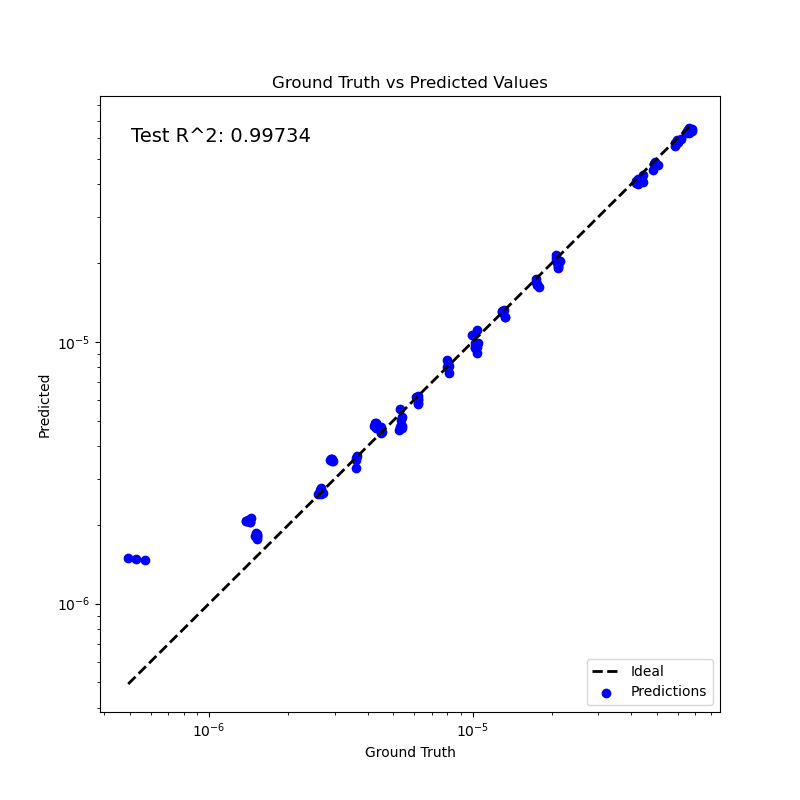 Ground Truth vs Predicted Values
Test R^2: 0.99734
Predicted
10⁻⁵
10⁻⁶
10⁻⁶
10⁻⁵
Ground Truth
Ideal
Predictions